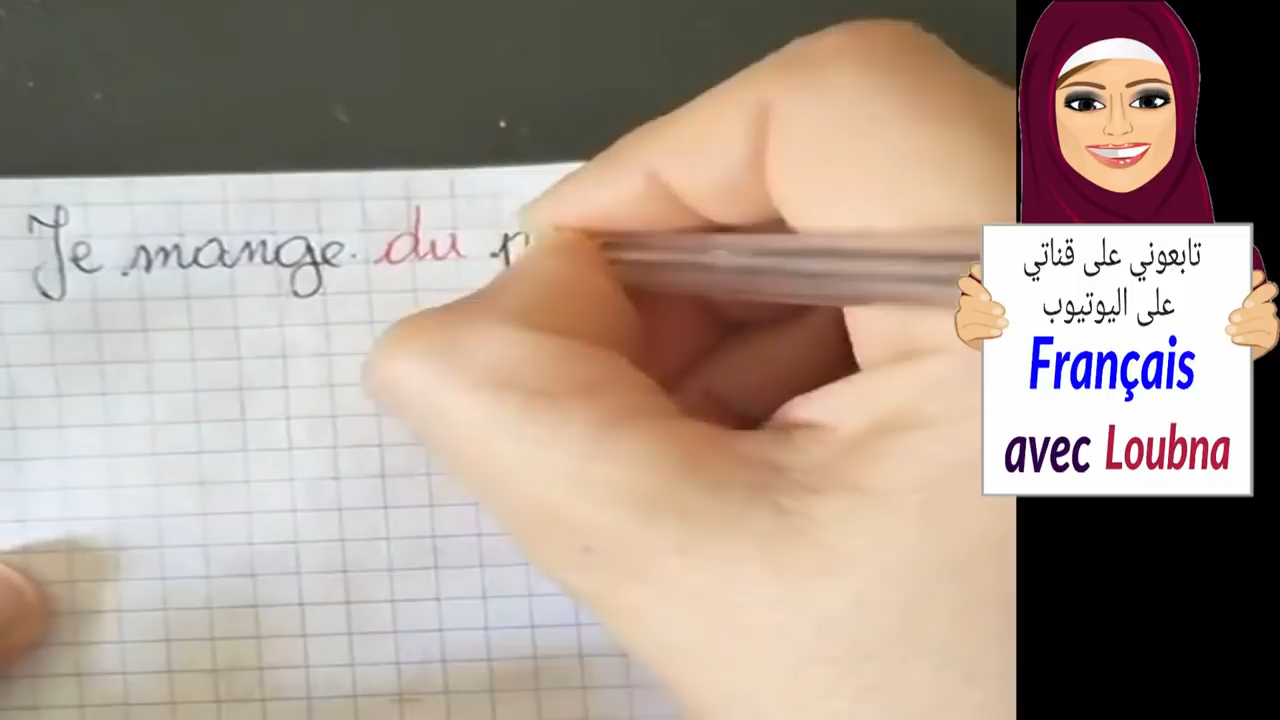 Je mange du
تابعوني على قناتي
على اليوتيوب
Français
avec Loubna